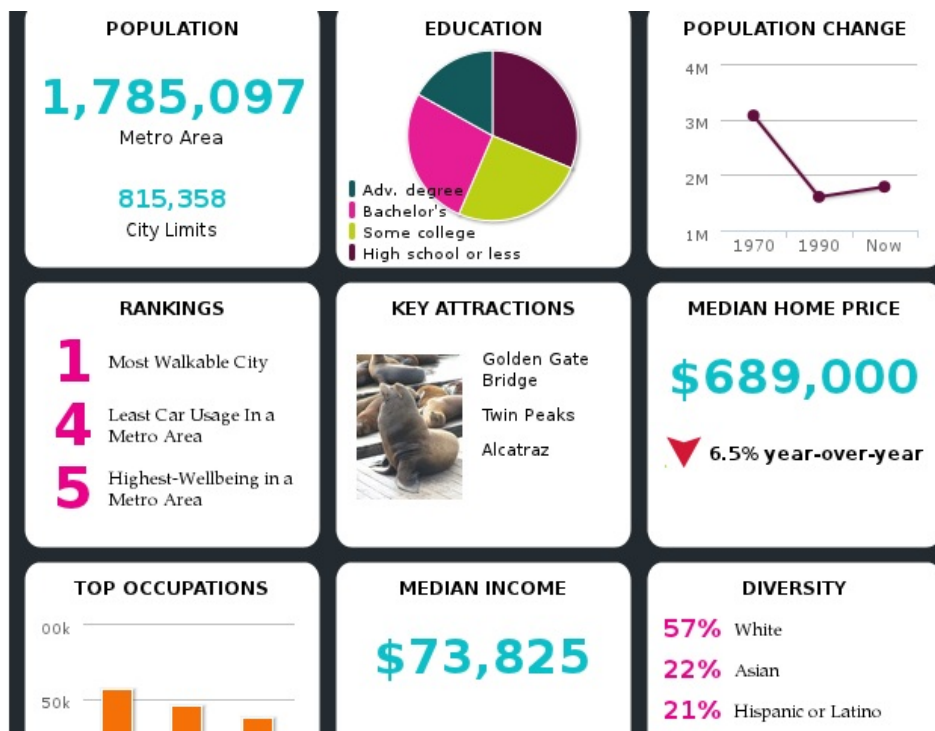 POPULATION
1,785,097
Metro Area
815,358
City Limits
EDUCATION
Adv. degree
Bachelor's
Some college
High school or less
POPULATION CHANGE
4M
3M
2M
1M
1970 1990 Now
RANKINGS
1 Most Walkable City
4 Least Car Usage In a
Metro Area
5 Highest-Wellbeing in a
Metro Area
KEY ATTRACTIONS
Golden Gate
Bridge
Twin Peaks
Alcatraz
MEDIAN HOME PRICE
$689,000
6.5% year-over-year
TOP OCCUPATIONS
00k
50k
MEDIAN INCOME
$73,825
DIVERSITY
57% White
22% Asian
21% Hispanic or Latino